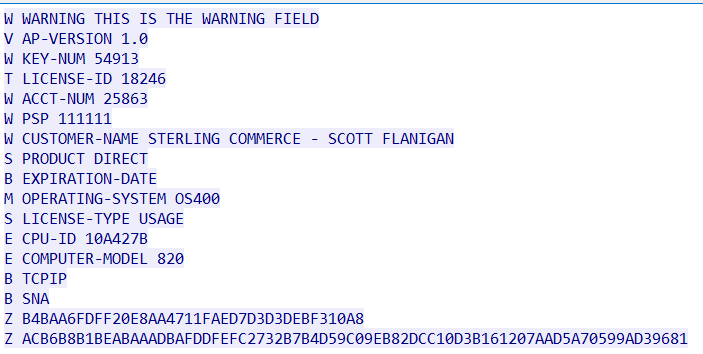 W WARNING THIS IS THE WARNING FIELD
V AP-VERSION 1.0
W KEY-NUM 54913
T LICENSE-ID 18246
W ACCT-NUM 25863
W PSP 111111
W CUSTOMER-NAME STERLING COMMERCE - SCOTT FLANIGAN
S PRODUCT DIRECT
B EXPIRATION-DATE
M OPERATING-SYSTEM OS400
S LICENSE-TYPE USAGE
E CPU-ID 10A427B
E COMPUTER-MODEL 820
B TCPIP
B SNA
Z B4BAA6FDFF20E8AA4711FAED7D3D3DEBF310A8
Z ACB6B8B1BEABAAADBAFDDFEFC2732B7B4D59C09EB82DCC10D3B161207AAD5A70599AD39681